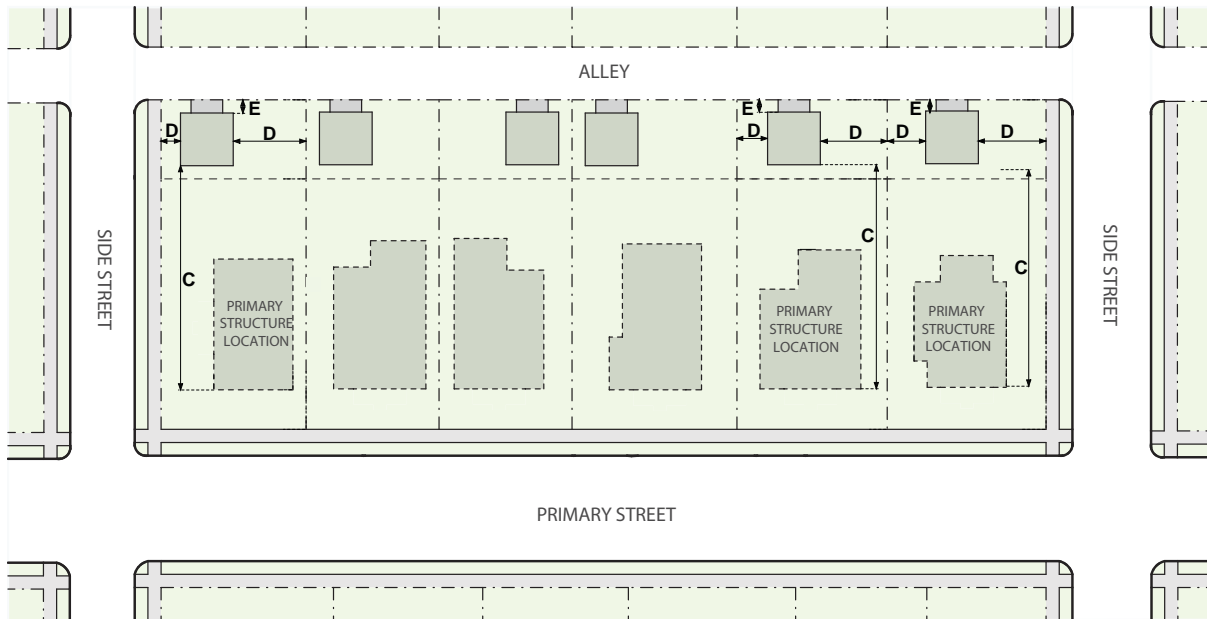 ALLEY
E
E
E
D
D
D
D
D
D
SIDE STREET
C
C
C
SIDE STREET
PRIMARY
STRUCTURE
LOCATION
PRIMARY
STRUCTURE
LOCATION
PRIMARY
STRUCTURE
LOCATION
PRIMARY STREET